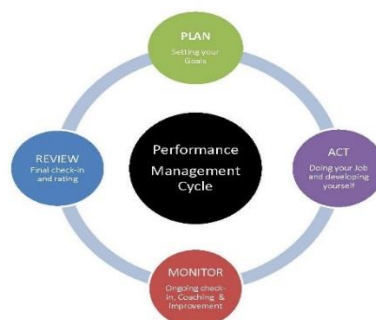 PLAN
Setting your
Goals
ACT
Doing your Job
and developing
yourself
MONITOR
Ongoing check-
in, Coaching &
Improvement
REVIEW
Final check-in
and rating
Performance
Management
Cycle